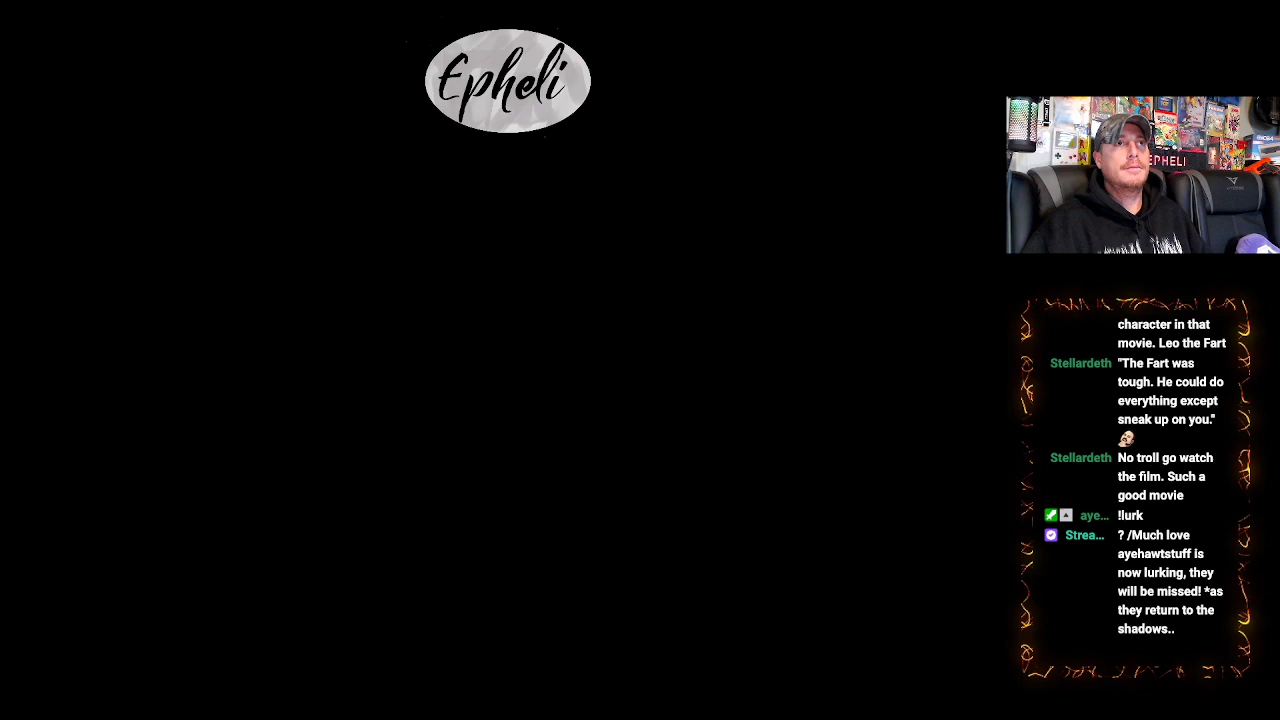 Epheli
EPHELI
character in that
movie. Leo the Fart
Stellardeth "The Fart was
tough. He could do
everything except
sneak up on you."
Stellardeth No troll go watch
the film. Such a
good movie
aye... !lurk
Strea... ? /Much love
ayehawtstuff is
now lurking, they
will be missed! *as
they return to the
shadows..